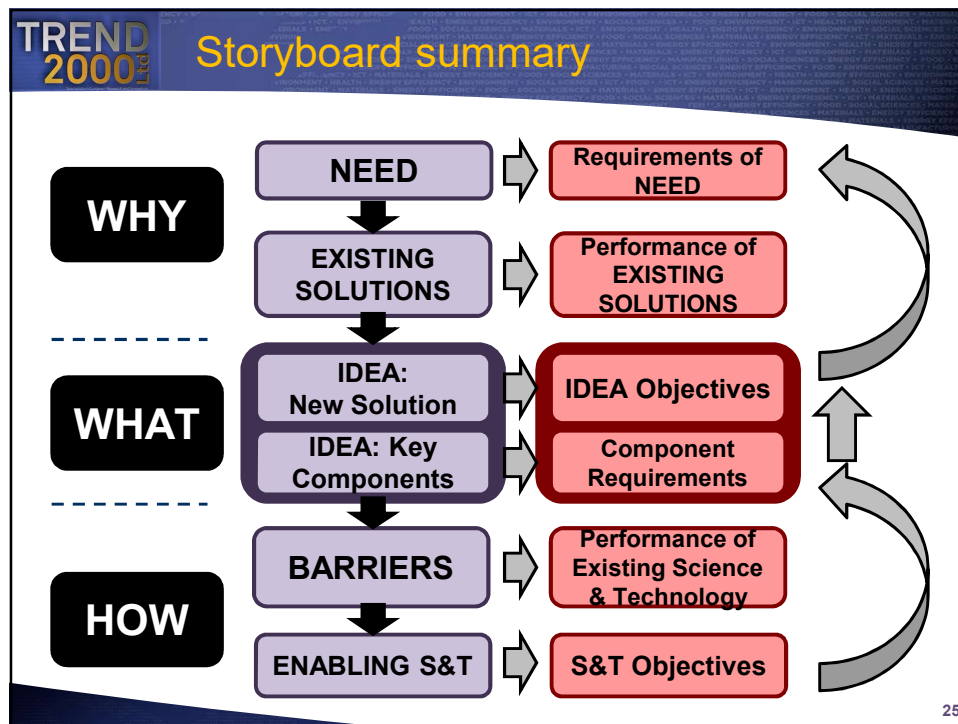 TREND
2000 Ltd
Storyboard summary
WHY
NEED
Requirements of
NEED
EXISTING
SOLUTIONS
Performance of
EXISTING
SOLUTIONS
WHAT
IDEA:
New Solution
IDEA Objectives
IDEA: Key
Components
Component
Requirements
HOW
BARRIERS
Performance of
Existing Science
& Technology
ENABLING S&T
S&T Objectives
25